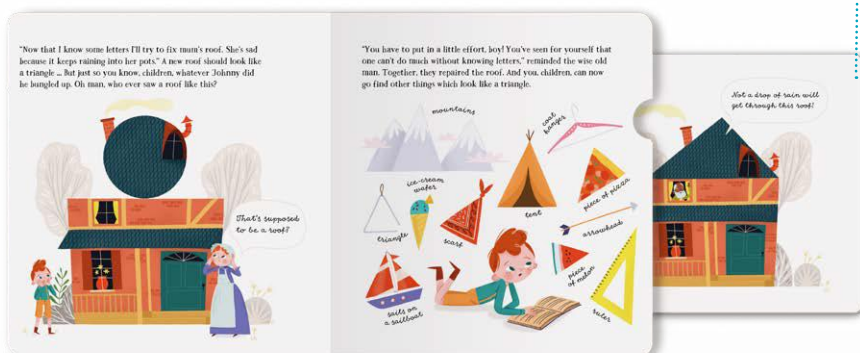 "Now that I know some letters I'll try to fix mum's roof. She's sad
because it keeps raining into her pots." A new roof should look like
a triangle ... But just so you know, children, whatever Johnny did
he bungled up. Oh man, who ever saw a roof like this?
That's supposed
to be a roof?
"You have to put in a little effort, boy! You've seen for yourself that
one can't do much without knowing letters," reminded the wise old
man. Together, they repaired the roof. And you, children, can now
go find other things which look like a triangle.
mountains
coat
hanger
ice-cream
wafer
tent
piece of pizza
triangle
scarf
arrowhead
piece
of melon
sails on
a sailboat
ruler
Not a drop of rain will
get through this roof!